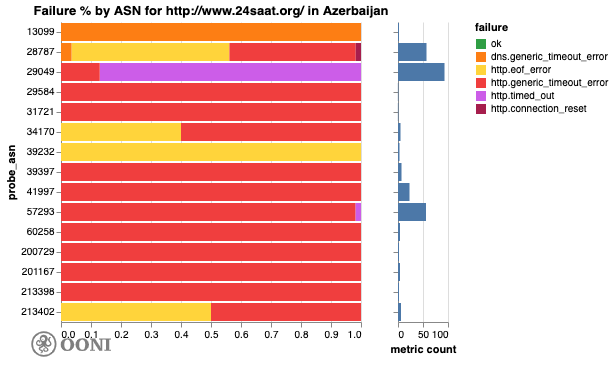 Failure % by ASN for http://www.24saat.org/ in Azerbaijan
probe_asn
13099
28787
29049
29584
31721
34170
39232
39397
41997
57293
60258
200729
201167
213398
213402
0.0 0.1 0.2 0.3 0.4 0.5 0.6 0.7 0.8 0.9 1.0
0 50 100
metric count
failure
ok
dns.generic_timeout_error
http.eof_error
http.generic_timeout_error
http.timed_out
http.connection_reset
OONI